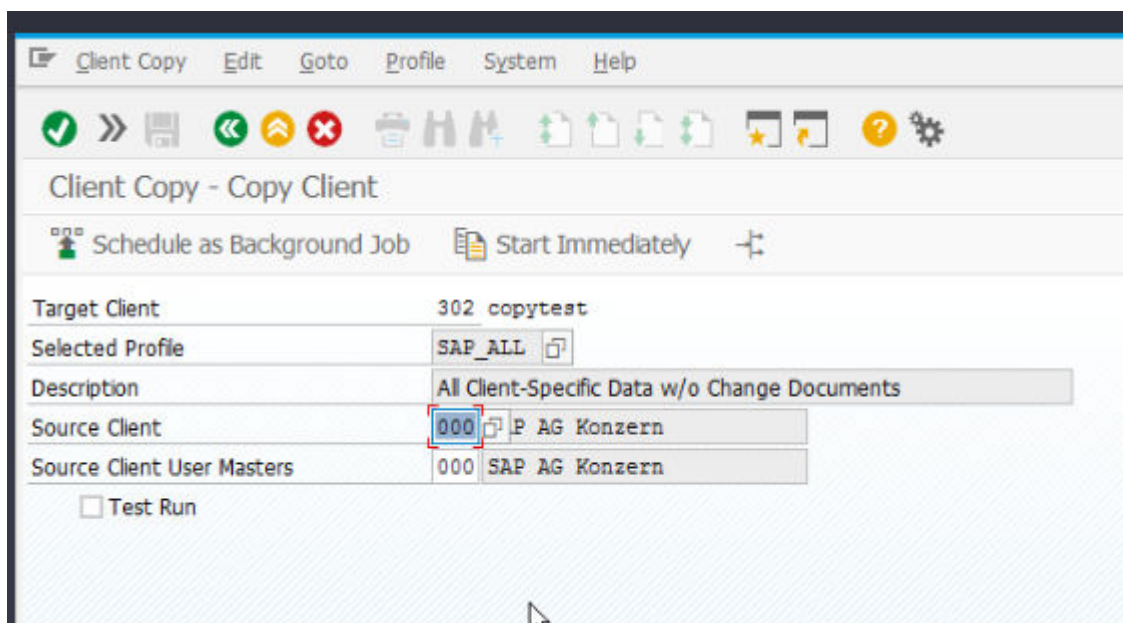 Client Copy Edit Goto Profile System Help
Client Copy - Copy Client
Schedule as Background Job Start Immediately
Target Client 302 copytest
Selected Profile SAP_ALL
Description All Client-Specific Data w/o Change Documents
Source Client 000 P AG Konzern
Source Client User Masters 000 SAP AG Konzern
Test Run